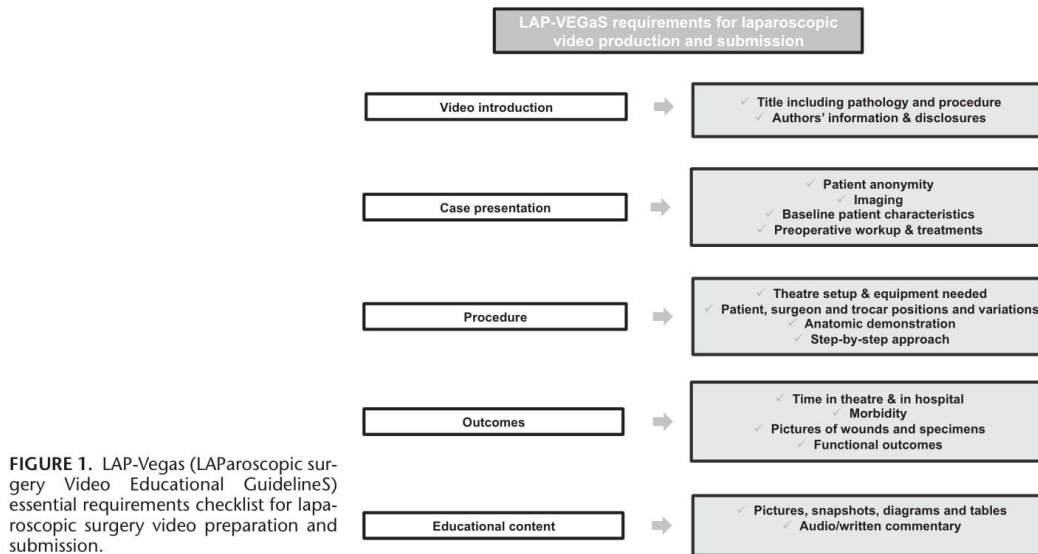 LAP-VEGaS requirements for laparoscopic
video production and submission
Video introduction
✓ Title including pathology and procedure
✓ Authors' information & disclosures
Case presentation
✓ Patient anonymity
✓ Imaging
✓ Baseline patient characteristics
✓ Preoperative workup & treatments
Procedure
✓ Theatre setup & equipment needed
✓ Patient, surgeon and trocar positions and variations
✓ Anatomic demonstration
✓ Step-by-step approach
Outcomes
✓ Time in theatre & in hospital
✓ Morbidity
✓ Pictures of wounds and specimens
✓ Functional outcomes
Educational content
✓ Pictures, snapshots, diagrams and tables
✓ Audio/written commentary
FIGURE 1. LAP-Vegas (LAParoscopic sur-
gery Video Educational GuidelineS)
essential requirements checklist for lapa-
roscopic surgery video preparation and
submission.